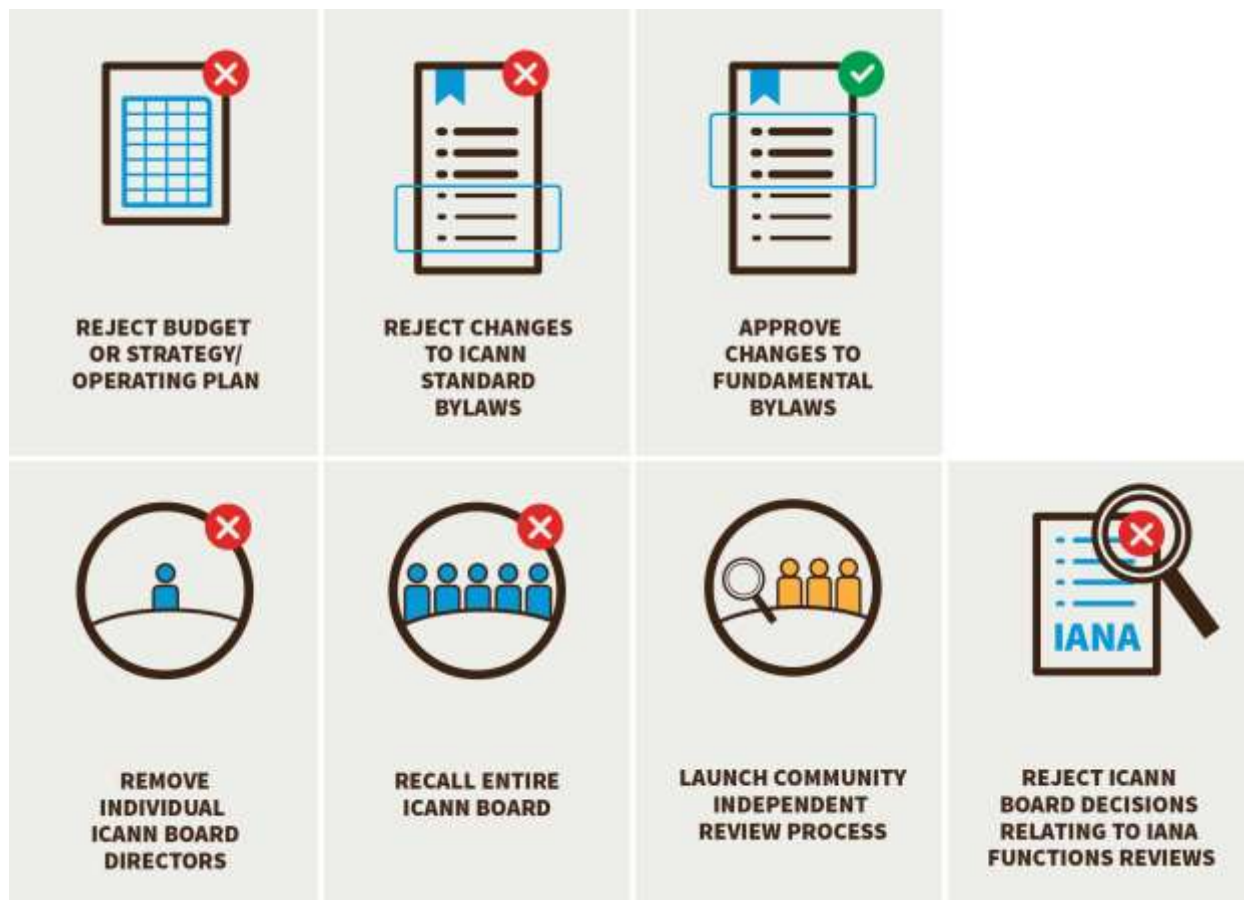 REJECT BUDGET
OR STRATEGY/
OPERATING PLAN
REJECT CHANGES
TO ICANN
STANDARD
BYLAWS
APPROVE
CHANGES TO
FUNDAMENTAL
BYLAWS
REMOVE
INDIVIDUAL
ICANN BOARD
DIRECTORS
RECALL ENTIRE
ICANN BOARD
LAUNCH COMMUNITY
INDEPENDENT
REVIEW PROCESS
IANA
REJECT ICANN
BOARD DECISIONS
RELATING TO IANA
FUNCTIONS REVIEWS